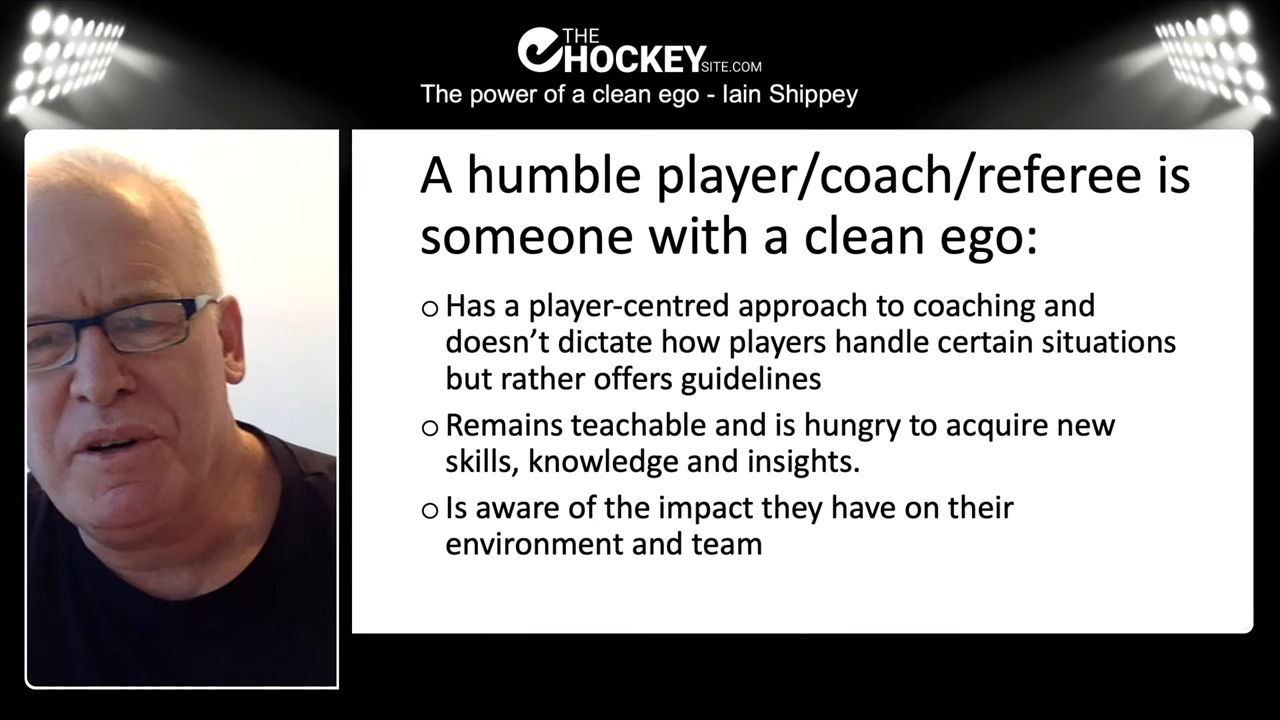 THE
HOCKEYSITE.COM
The power of a clean ego - Iain Shippey
A humble player/coach/referee is
someone with a clean ego:
o Has a player-centred approach to coaching and
doesn’t dictate how players handle certain situations
but rather offers guidelines
o Remains teachable and is hungry to acquire new
skills, knowledge and insights.
o Is aware of the impact they have on their
environment and team